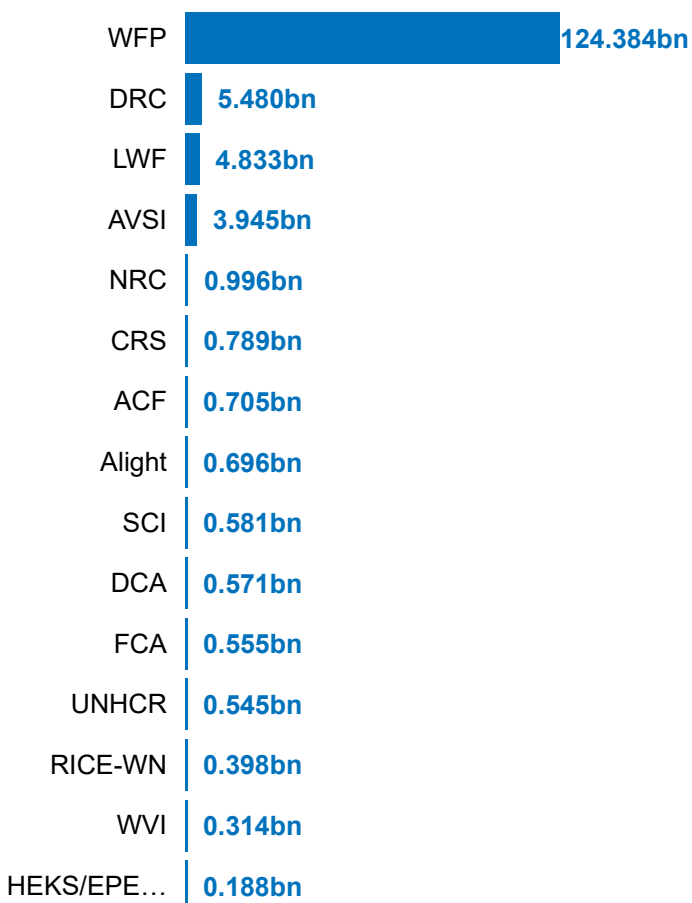 WFP 124.384bn
DRC 5.480bn
LWF 4.833bn
AVSI 3.945bn
NRC 0.996bn
CRS 0.789bn
ACF 0.705bn
Alight 0.696bn
SCI 0.581bn
DCA 0.571bn
FCA 0.555bn
UNHCR 0.545bn
RICE-WN 0.398bn
WVI 0.314bn
HEKS/EPE… 0.188bn